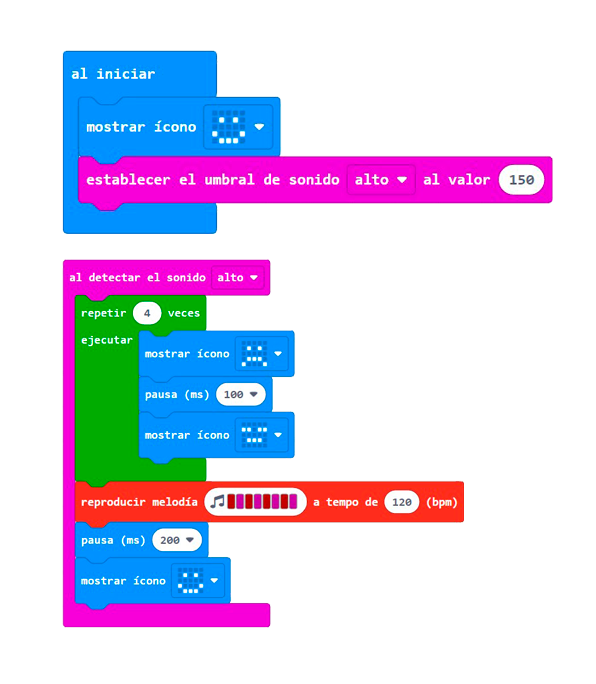 al iniciar
mostrar ícono
establecer el umbral de sonido alto al valor 150
al detectar el sonido alto
repetir 4 veces
ejecutar
mostrar ícono
pausa (ms) 100
mostrar ícono
reproducir melodía a tempo de 120 (bpm)
pausa (ms) 200
mostrar ícono